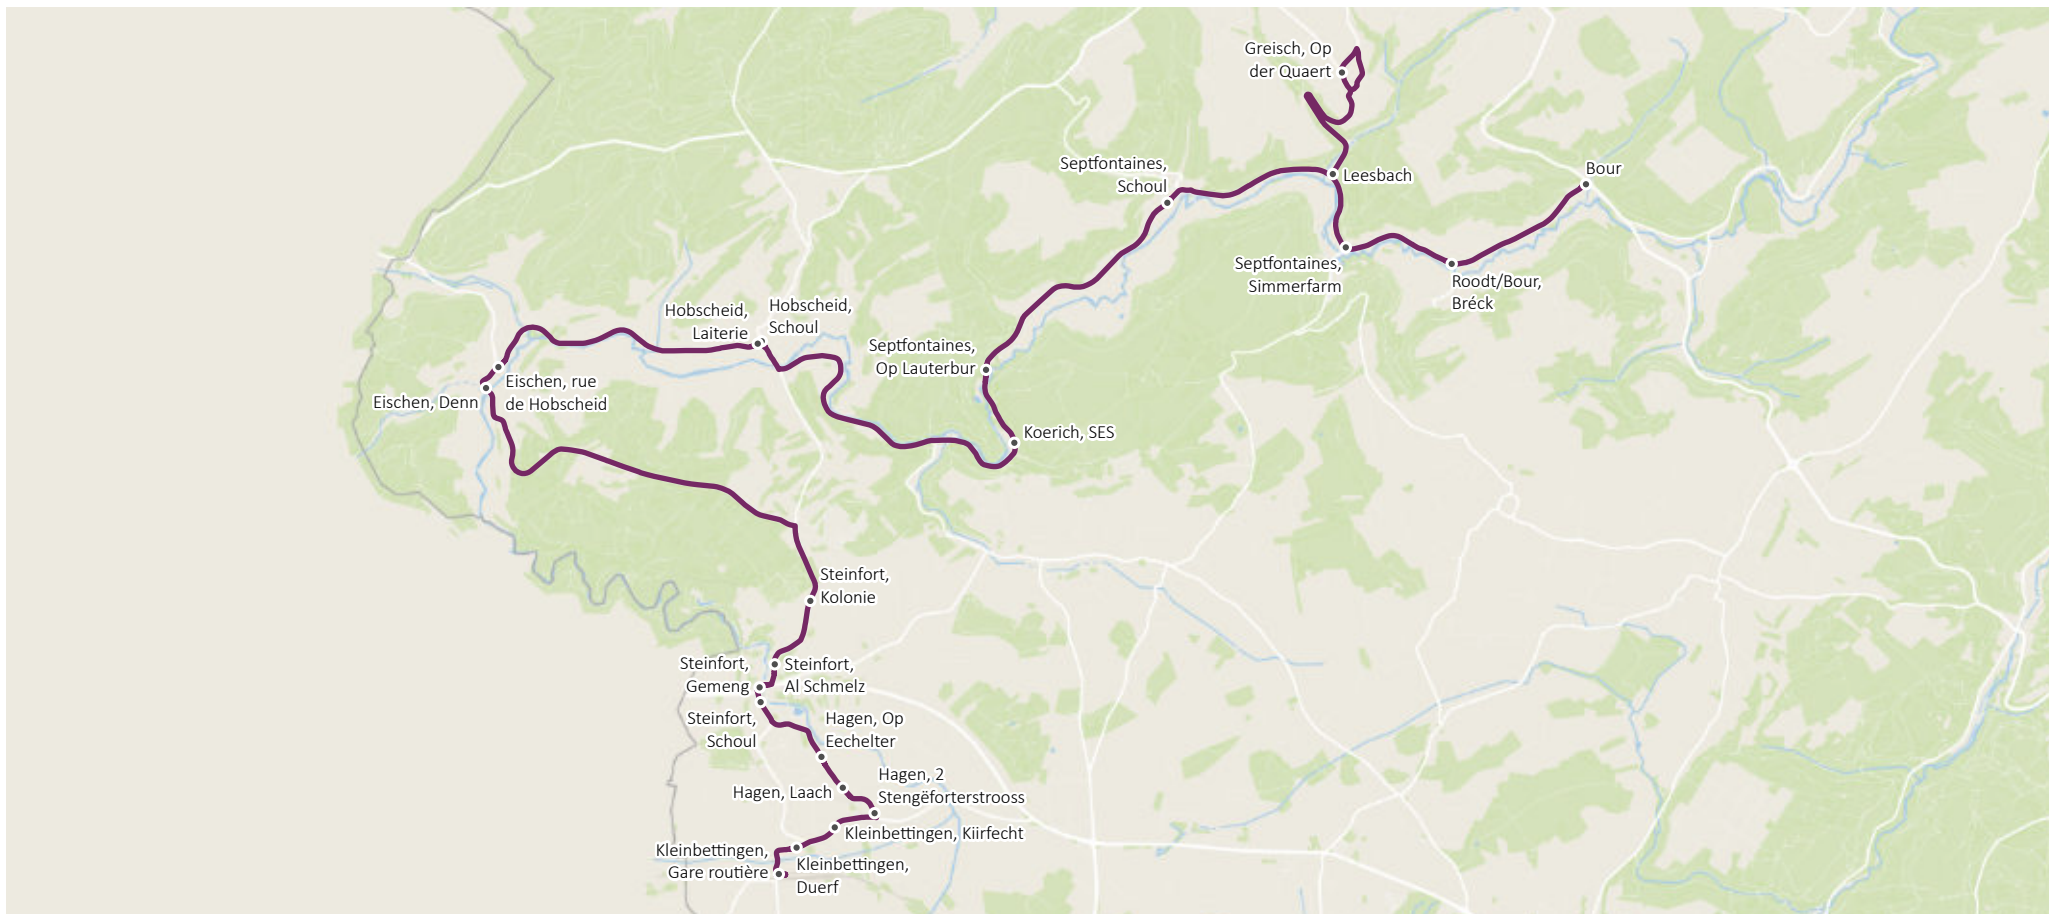 Greisch, Op
der Quaert
Septfontaines,
Schoul
Leesbach
Bour
Septfontaines,
Simmerfarm
Roodt/Bour,
Bréck
Hobscheid,
Laiterie
Hobscheid,
Schoul
Septfontaines,
Op Lauterbur
Eischen, rue
de Hobscheid
Eischen, Denn
Koerich, SES
Steinfort,
Kolonie
Steinfort,
Gemeng
Steinfort,
Al Schmelz
Steinfort,
Schoul
Hagen, Op
Eechelter
Hagen, Laach
Hagen, 2
Stengëforterstrooss
Kleinbettingen, Kiirfecht
Kleinbettingen,
Gare routière
Kleinbettingen,
Duerf